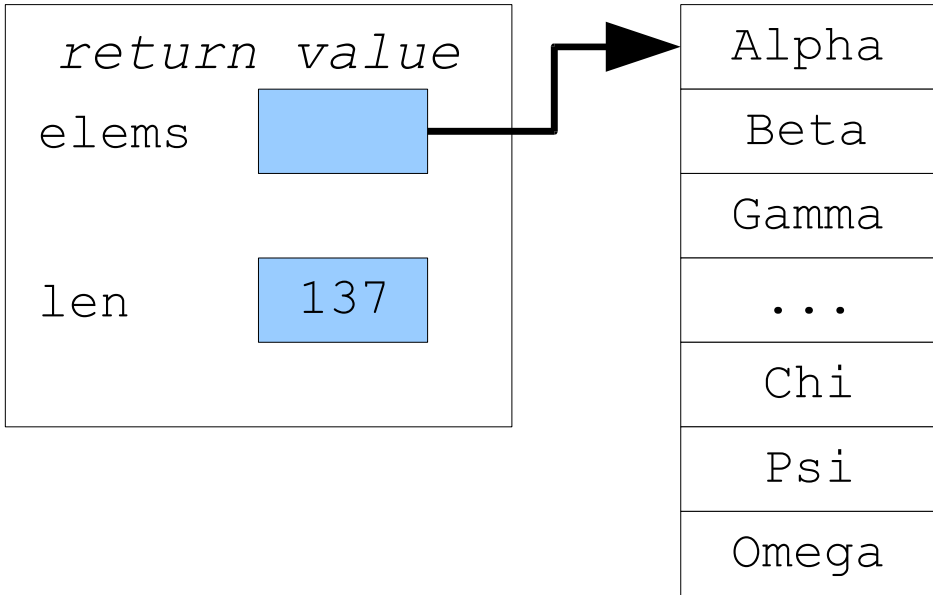 return value
elems
len 137
Alpha
Beta
Gamma
...
Chi
Psi
Omega